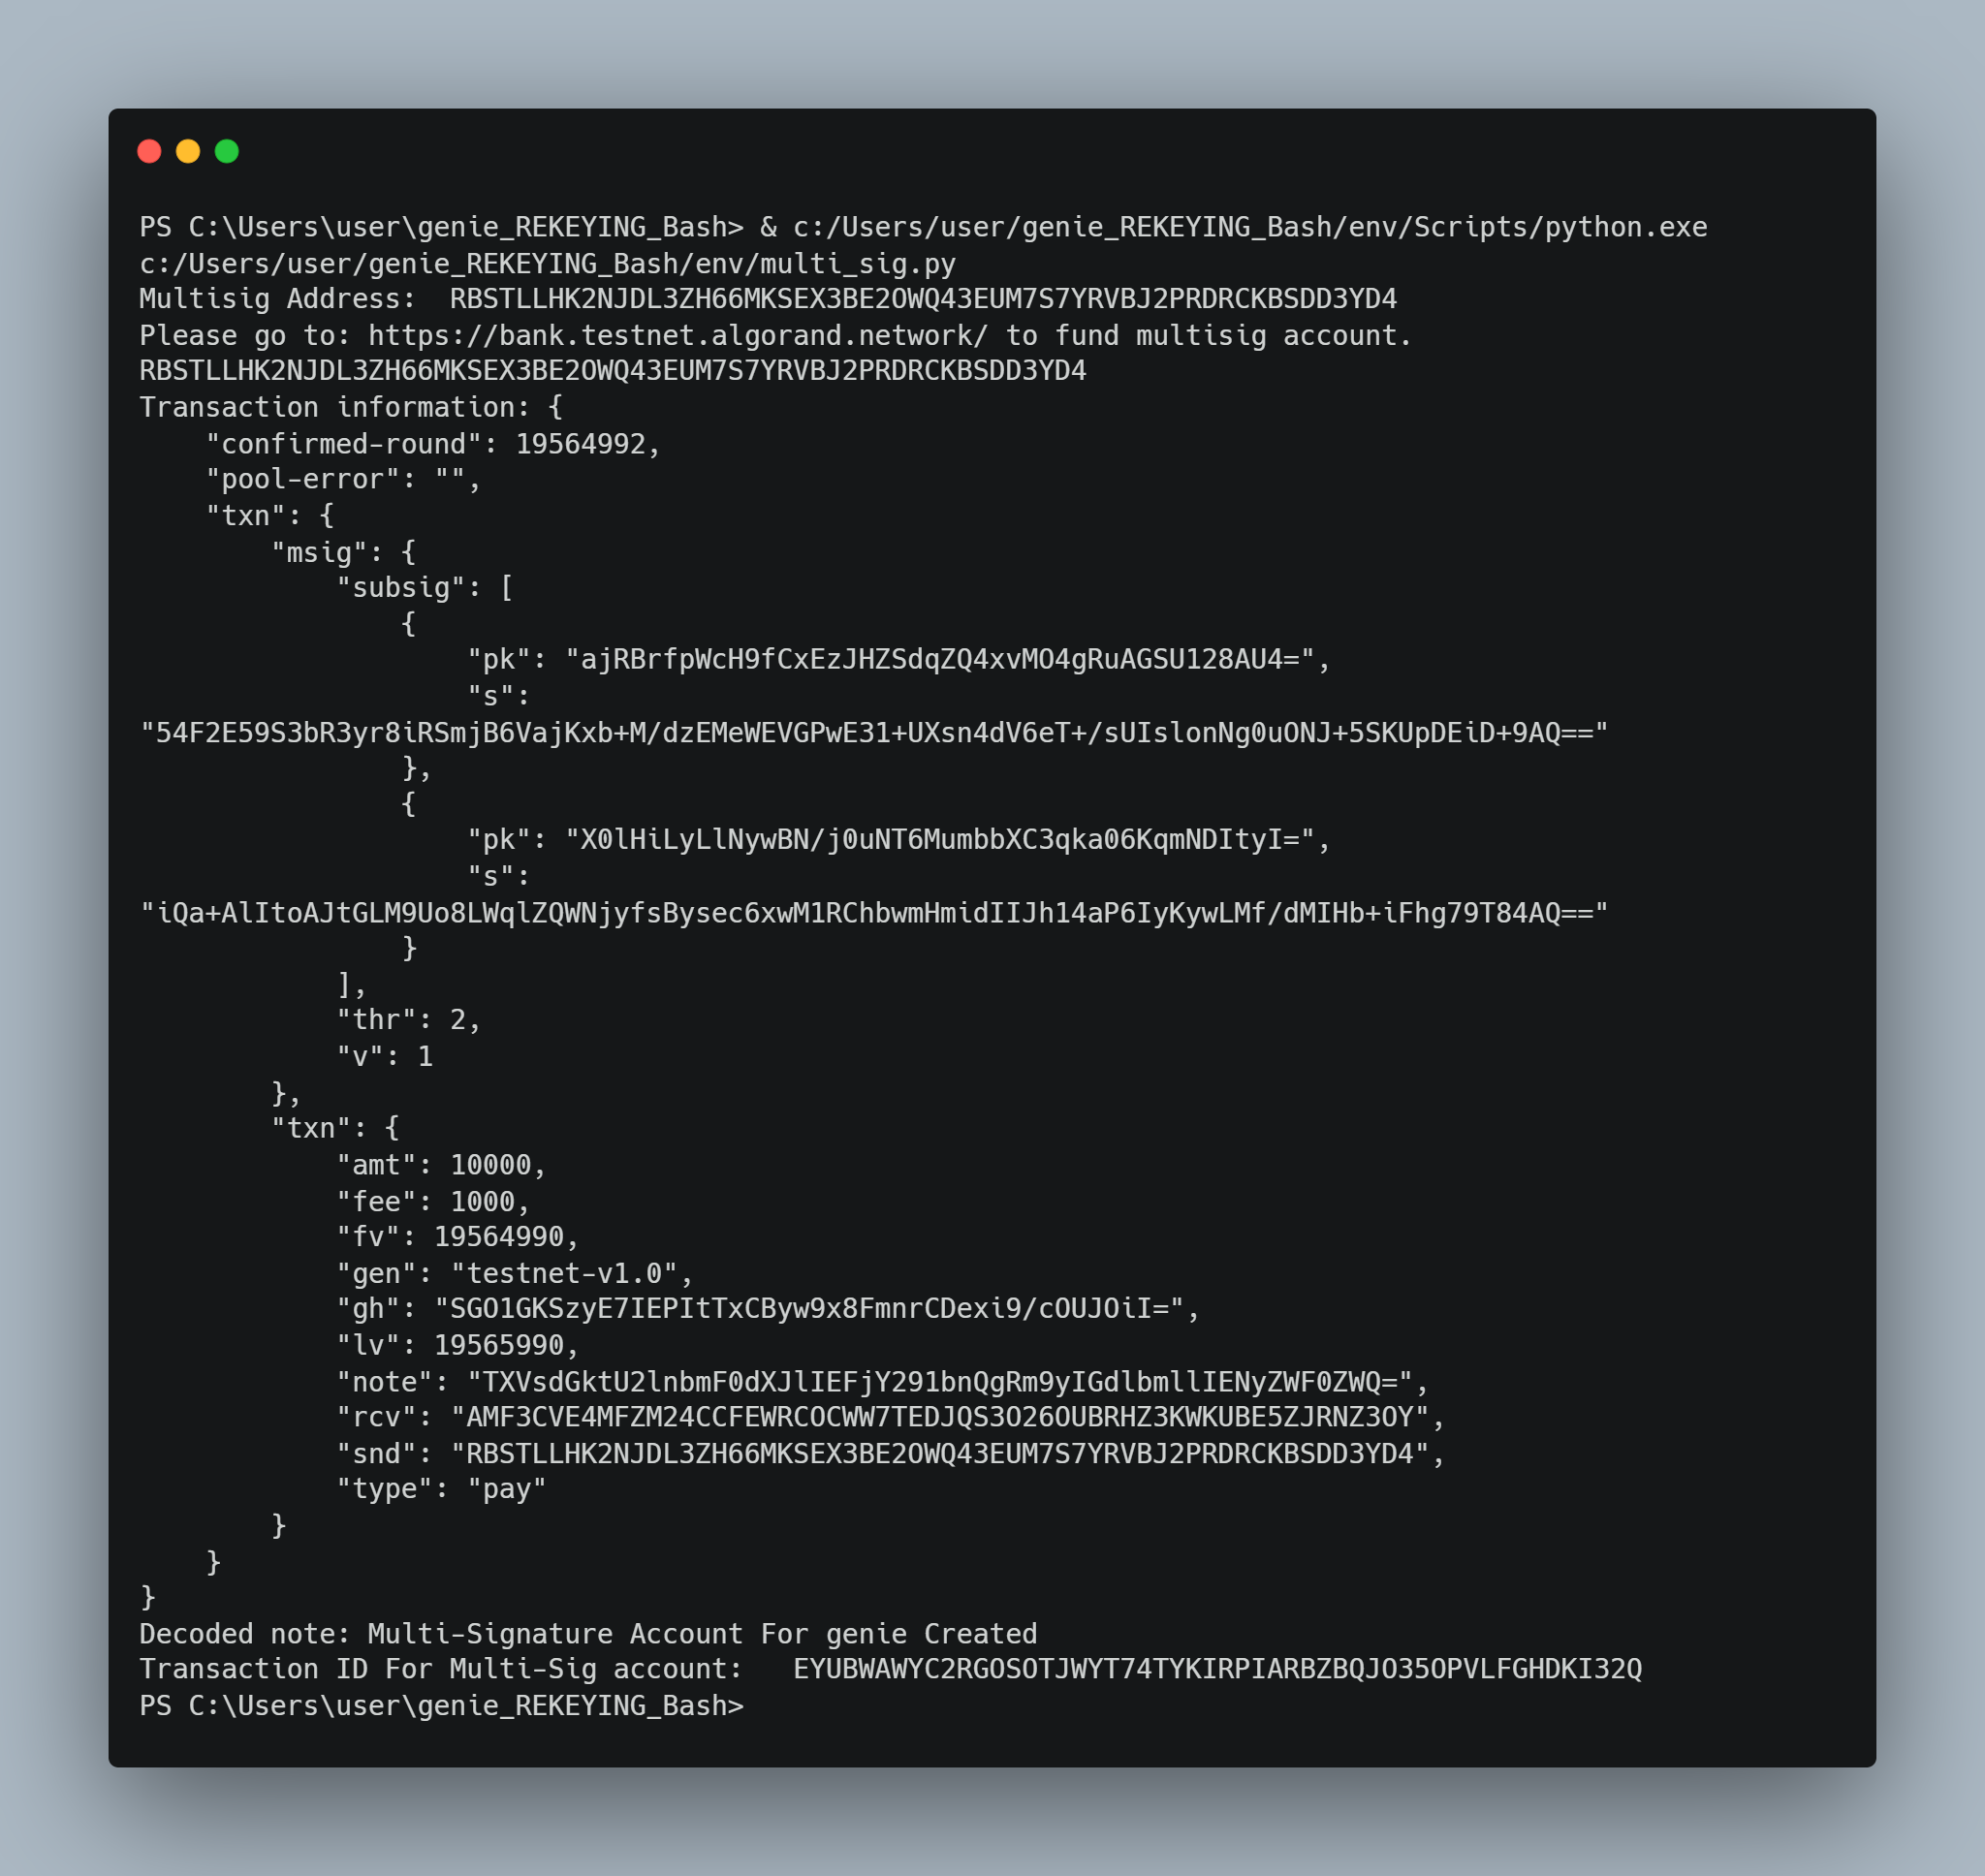 PS C:\Users\user\genie_REKEYING_Bash> & c:/Users/user/genie_REKEYING_Bash/env/Scripts/python.exe
c:/Users/user/genie_REKEYING_Bash/env/multi_sig.py
Multisig Address:  RBSTLLHK2NJDL3ZH66MKSEX3BE2OWQ43EUM7S7YRVBJ2PRDRCKBSDD3YD4
Please go to: https://bank.testnet.algorand.network/ to fund multisig account.
RBSTLLHK2NJDL3ZH66MKSEX3BE2OWQ43EUM7S7YRVBJ2PRDRCKBSDD3YD4
Transaction information: {
    "confirmed-round": 19564992,
    "pool-error": "",
    "txn": {
        "msig": {
            "subsig": [
                {
                    "pk": "ajRBrfpWcH9fCxEzJHZSdqZQ4xvMO4gRuAGSU128AU4=",
                    "s":
"54F2E59S3bR3yr8iRSmjB6VajKxb+M/dzEMeWEVGPwE31+UXsn4dV6eT+/sUIslonNg0uONJ+5SKUpDEiD+9AQ=="
                },
                {
                    "pk": "X0lHiLyLlNywBN/j0uNT6MumbbXC3qka06KqmNDItyI=",
                    "s":
"iQa+AlItoAJtGLM9Uo8LWqlZQWNjyfsBysec6xwM1RChbwmHmidIIJh14aP6IyKywLMf/dMIHb+iFhg79T84AQ=="
                }
            ],
            "thr": 2,
            "v": 1
        },
        "txn": {
            "amt": 10000,
            "fee": 1000,
            "fv": 19564990,
            "gen": "testnet-v1.0",
            "gh": "SGO1GKSzyE7IEPItTxCByw9x8FmnrCDexi9/cOUJOiI=",
            "lv": 19565990,
            "note": "TXVsdGktU2lnbmF0dXJlIEFjY291bnQgRm9yIGdlbmllIENyZWF0ZWQ=",
            "rcv": "AMF3CVE4MFZM24CCFEWRCOCWW7TEDJQS3O26OUBRHZ3KWKUBE5ZJRNZ3OY",
            "snd": "RBSTLLHK2NJDL3ZH66MKSEX3BE2OWQ43EUM7S7YRVBJ2PRDRCKBSDD3YD4",
            "type": "pay"
        }
    }
}
Decoded note: Multi-Signature Account For genie Created
Transaction ID For Multi-Sig account:   EYUBWAWYC2RGOSOTJWYT74TYKIRPIARBZBQJO35OPVLFGHDKI32Q
PS C:\Users\user\genie_REKEYING_Bash>